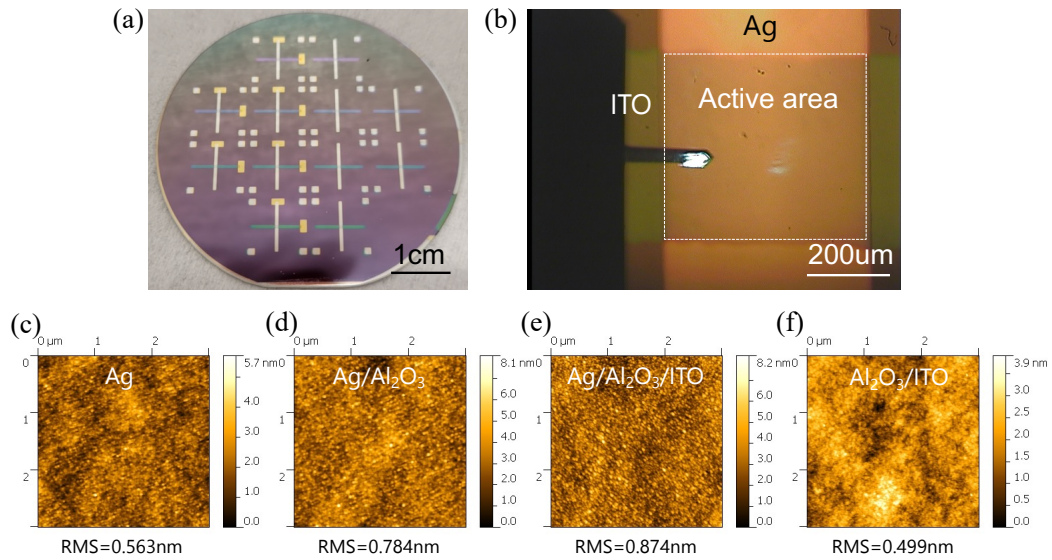 (a)
1cm
(b)
Ag
ITO
Active area
200um
(c)
0 µm 1 2
0
1
2
Ag
5.7 nm
4.0
3.0
2.0
1.0
0.0
RMS=0.563nm
(d)
0 µm 1 2
0
1
2
Ag/Al₂O₃
8.1 nm
6.0
5.0
4.0
3.0
2.0
1.0
0.0
RMS=0.784nm
(e)
0 µm 1 2
0
1
2
Ag/Al₂O₃/ITO
8.2 nm
6.0
5.0
4.0
3.0
2.0
1.0
0.0
RMS=0.874nm
(f)
0 µm 1 2
0
1
2
Al₂O₃/ITO
3.9 nm
3.0
2.5
2.0
1.5
1.0
0.5
0.0
RMS=0.499nm